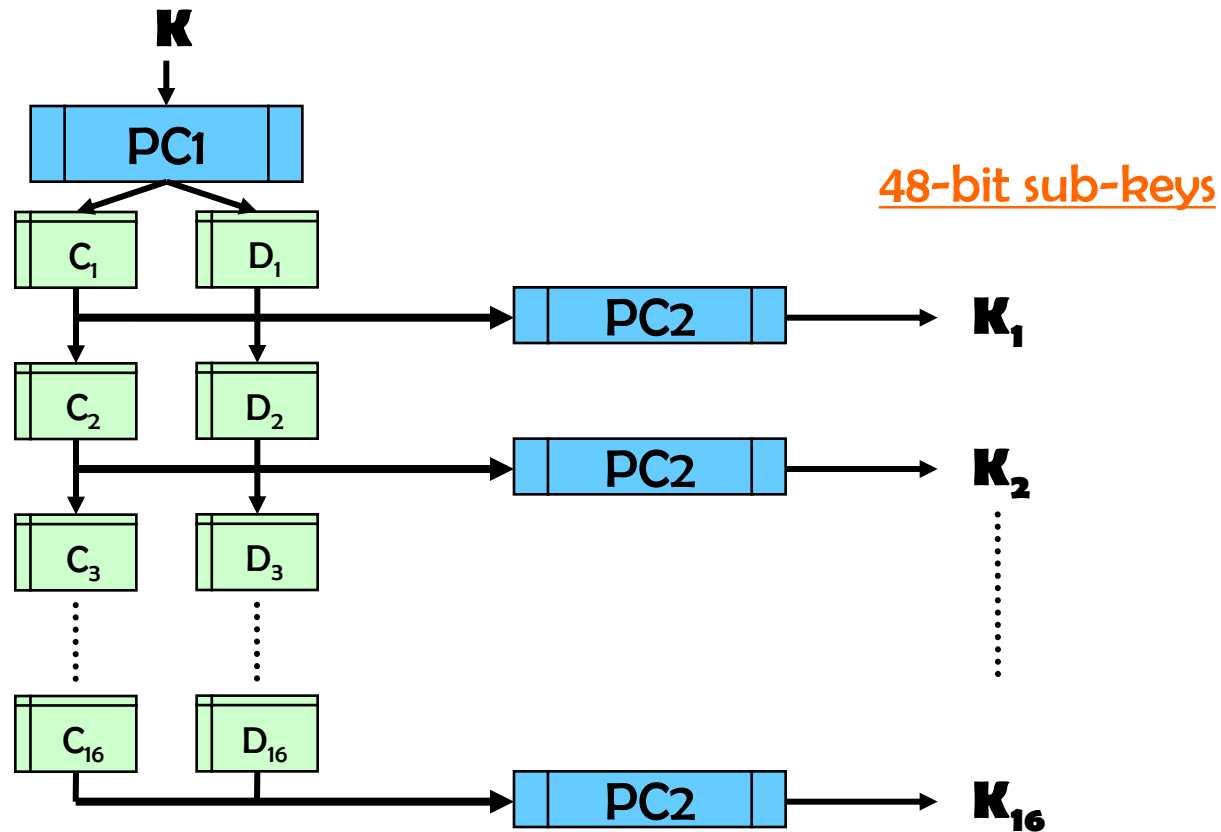 K
PC1
48-bit sub-keys
C₁ D₁
PC2 K₁
C₂ D₂
PC2 K₂
C₃ D₃
C₁₆ D₁₆
PC2 K₁₆